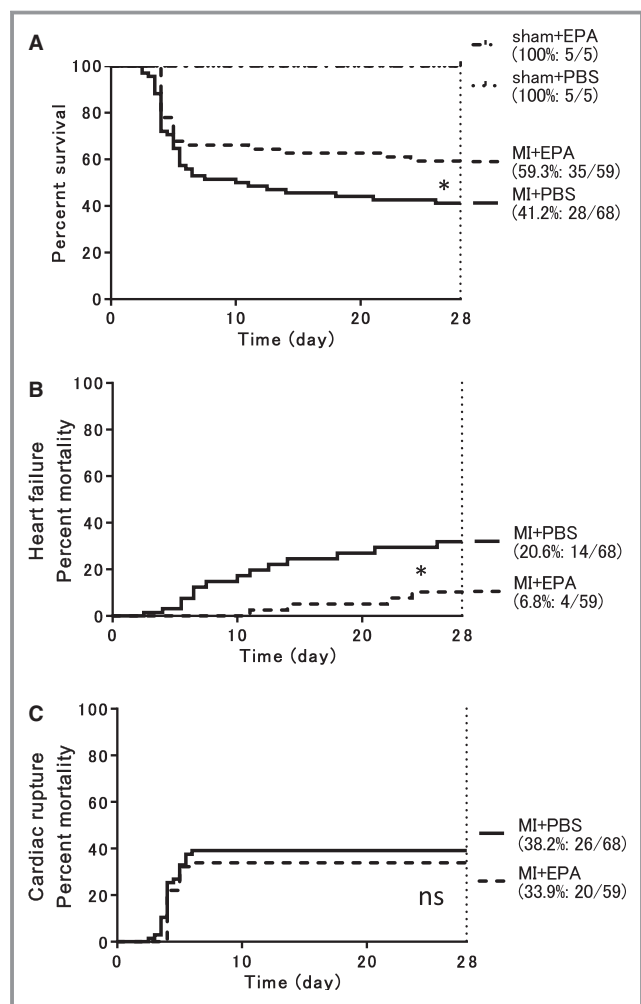 A
sham+EPA
(100%: 5/5)
sham+PBS
(100%: 5/5)
MI+EPA
(59.3%: 35/59)
*
MI+PBS
(41.2%: 28/68)
Percernt survival
100
80
60
40
20
0
0 10 20 28
Time (day)
B
Heart failure
Percent mortality
100
80
60
40
20
0
MI+PBS
(20.6%: 14/68)
*
MI+EPA
(6.8%: 4/59)
0 10 20 28
Time (day)
C
Cardiac rupture
Percent mortality
100
80
60
40
20
0
MI+PBS
(38.2%: 26/68)
MI+EPA
(33.9%: 20/59)
ns
0 10 20 28
Time (day)